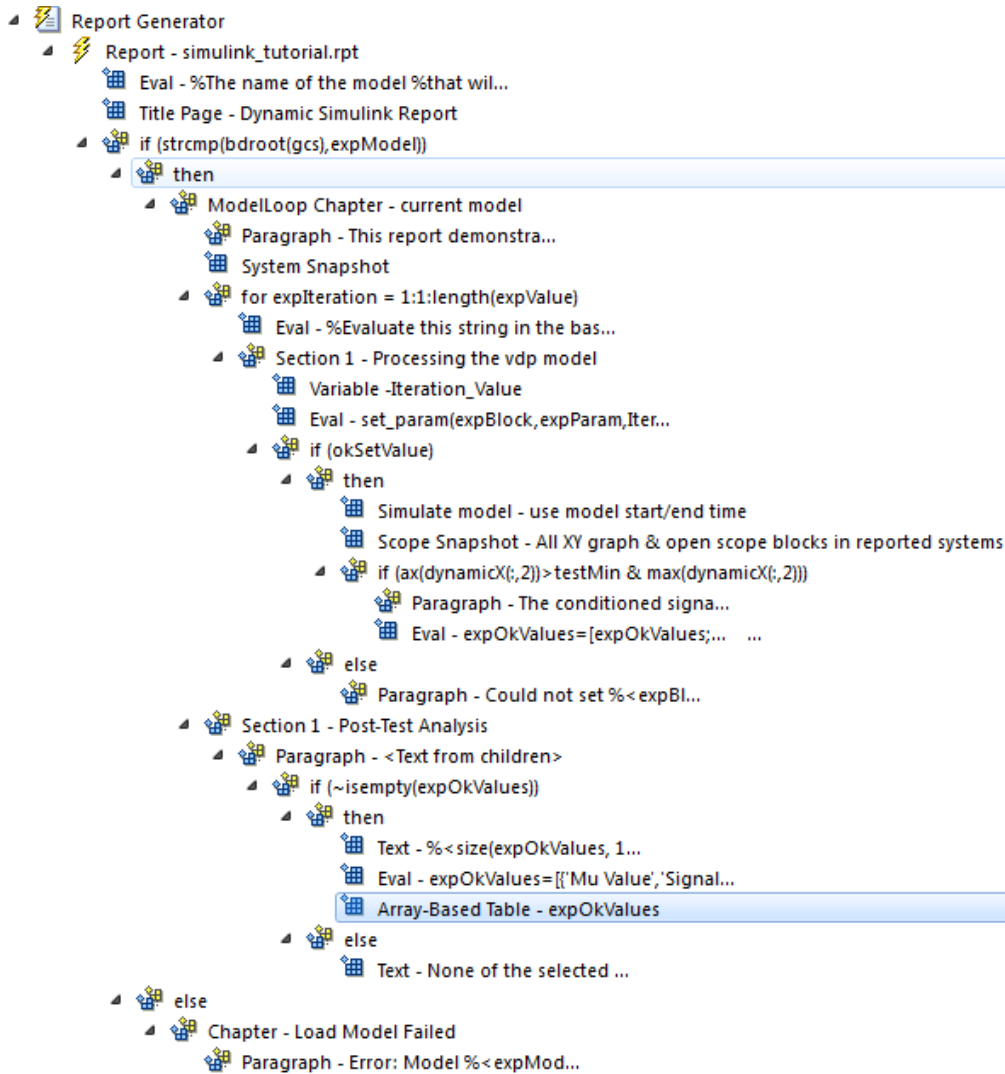 Report Generator
Report - simulink_tutorial.rpt
Eval - %The name of the model %that wil...
Title Page - Dynamic Simulink Report
if (strcmp(bdroot(gcs),expModel))
then
ModelLoop Chapter - current model
Paragraph - This report demonstra...
System Snapshot
for expIteration = 1:1:length(expValue)
Eval - %Evaluate this string in the bas...
Section 1 - Processing the vdp model
Variable -Iteration_Value
Eval - set_param(expBlock,expParam,Iter...
if (okSetValue)
then
Simulate model - use model start/end time
Scope Snapshot - All XY graph & open scope blocks in reported systems
if (ax(dynamicX(:,2))>testMin & max(dynamicX(:,2)))
Paragraph - The conditioned signa...
Eval - expOkValues=[expOkValues;... ...
else
Paragraph - Could not set %<expBl...
Section 1 - Post-Test Analysis
Paragraph - <Text from children>
if (~isempty(expOkValues))
then
Text - %<size(expOkValues, 1...
Eval - expOkValues=[{'Mu Value','Signal...
Array-Based Table - expOkValues
else
Text - None of the selected ...
else
Chapter - Load Model Failed
Paragraph - Error: Model %<expMod...